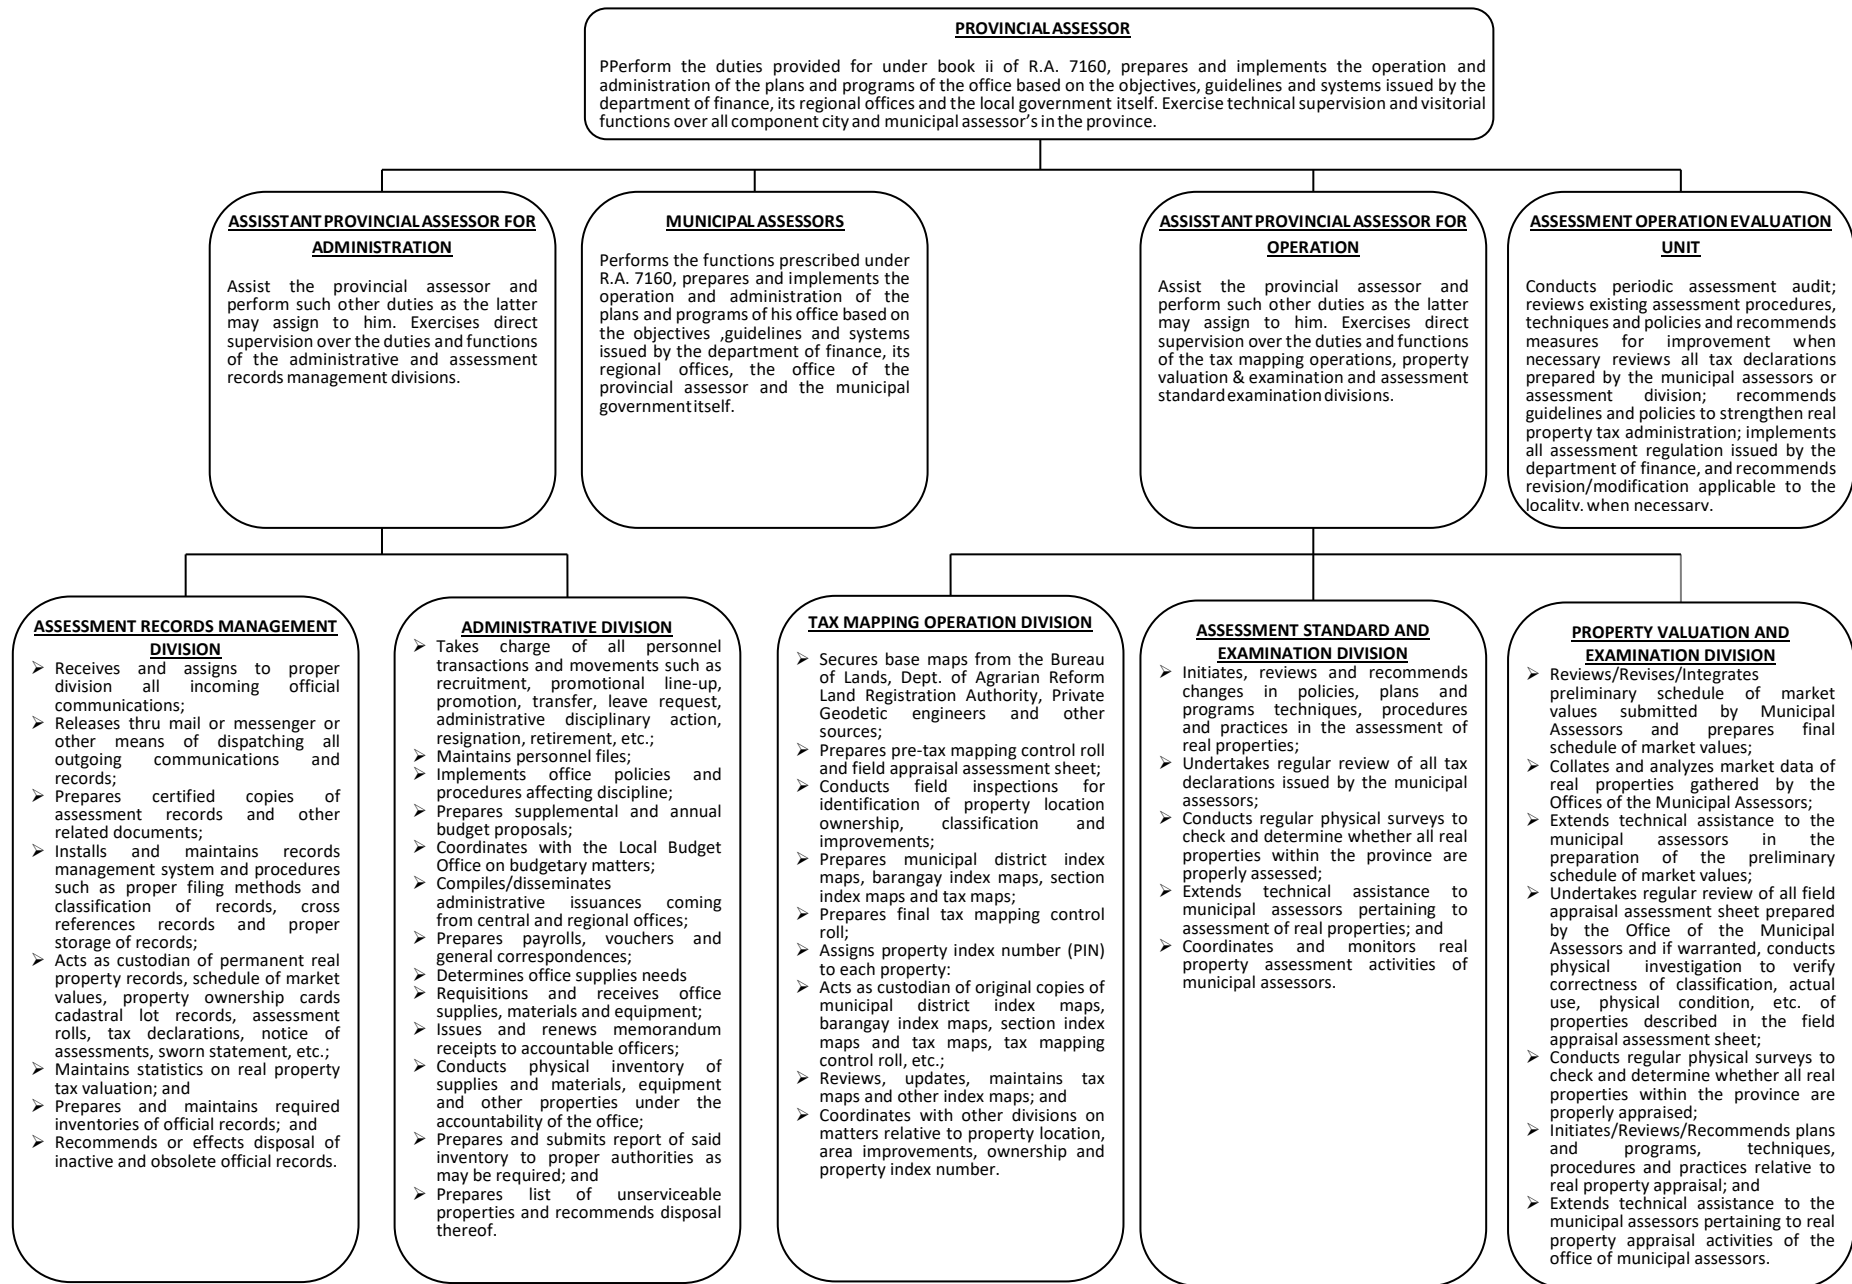 PROVINCIAL ASSESSOR
PPerform the duties provided for under book ii of R.A. 7160, prepares and implements the operation and
administration of the plans and programs of the office based on the objectives, guidelines and systems issued by the
department of finance, its regional offices and the local government itself. Exercise technical supervision and visitorial
functions over all component city and municipal assessor's in the province.
ASSISSTANT PROVINCIAL ASSESSOR FOR
ADMINISTRATION
Assist the provincial assessor and
perform such other duties as the latter
may assign to him. Exercises direct
supervision over the duties and functions
of the administrative and assessment
records management divisions.
MUNICIPAL ASSESSORS
Performs the functions prescribed under
R.A. 7160, prepares and implements the
operation and administration of the
plans and programs of his office based on
the objectives ,guidelines and systems
issued by the department of finance, its
regional offices, the office of the
provincial assessor and the municipal
government itself.
ASSISSTANT PROVINCIAL ASSESSOR FOR
OPERATION
Assist the provincial assessor and
perform such other duties as the latter
may assign to him. Exercises direct
supervision over the duties and functions
of the tax mapping operations, property
valuation & examination and assessment
standard examination divisions.
ASSESSMENT OPERATION EVALUATION
UNIT
Conducts periodic assessment audit;
reviews existing assessment procedures,
techniques and policies and recommends
measures for improvement when
necessary reviews all tax declarations
prepared by the municipal assessors or
assessment division; recommends
guidelines and policies to strengthen real
property tax administration; implements
all assessment regulation issued by the
department of finance, and recommends
revision/modification applicable to the
locality, when necessary.
ASSESSMENT RECORDS MANAGEMENT
DIVISION
➢ Receives and assigns to proper
division all incoming official
communications;
➢ Releases thru mail or messenger or
other means of dispatching all
outgoing communications and
records;
➢ Prepares certified copies of
assessment records and other
related documents;
➢ Installs and maintains records
management system and procedures
such as proper filing methods and
classification of records, cross
references records and proper
storage of records;
➢ Acts as custodian of permanent real
property records, schedule of market
values, property ownership cards
cadastral lot records, assessment
rolls, tax declarations, notice of
assessments, sworn statement, etc.;
➢ Maintains statistics on real property
tax valuation; and
➢ Prepares and maintains required
inventories of official records; and
➢ Recommends or effects disposal of
inactive and obsolete official records.
ADMINISTRATIVE DIVISION
➢ Takes charge of all personnel
transactions and movements such as
recruitment, promotional line-up,
promotion, transfer, leave request,
administrative disciplinary action,
resignation, retirement, etc.;
➢ Maintains personnel files;
➢ Implements office policies and
procedures affecting discipline;
➢ Prepares supplemental and annual
budget proposals;
➢ Coordinates with the Local Budget
Office on budgetary matters;
➢ Compiles/disseminates
administrative issuances coming
from central and regional offices;
➢ Prepares payrolls, vouchers and
general correspondences;
➢ Determines office supplies needs
➢ Requisitions and receives office
supplies, materials and equipment;
➢ Issues and renews memorandum
receipts to accountable officers;
➢ Conducts physical inventory of
supplies and materials, equipment
and other properties under the
accountability of the office;
➢ Prepares and submits report of said
inventory to proper authorities as
may be required; and
➢ Prepares list of unserviceable
properties and recommends disposal
thereof.
TAX MAPPING OPERATION DIVISION
➢ Secures base maps from the Bureau
of Lands, Dept. of Agrarian Reform
Land Registration Authority, Private
Geodetic engineers and other
sources;
➢ Prepares pre-tax mapping control roll
and field appraisal assessment sheet;
➢ Conducts field inspections for
identification of property location
ownership, classification and
improvements;
➢ Prepares municipal district index
maps, barangay index maps, section
index maps and tax maps;
➢ Prepares final tax mapping control
roll;
➢ Assigns property index number (PIN)
to each property:
➢ Acts as custodian of original copies of
municipal district index maps,
barangay index maps, section index
maps and tax maps, tax mapping
control roll, etc.;
➢ Reviews, updates, maintains tax
maps and other index maps; and
➢ Coordinates with other divisions on
matters relative to property location,
area improvements, ownership and
property index number.
ASSESSMENT STANDARD AND
EXAMINATION DIVISION
➢ Initiates, reviews and recommends
changes in policies, plans and
programs techniques, procedures
and practices in the assessment of
real properties;
➢ Undertakes regular review of all tax
declarations issued by the municipal
assessors;
➢ Conducts regular physical surveys to
check and determine whether all real
properties within the province are
properly assessed;
➢ Extends technical assistance to
municipal assessors pertaining to
assessment of real properties; and
➢ Coordinates and monitors real
property assessment activities of
municipal assessors.
PROPERTY VALUATION AND
EXAMINATION DIVISION
➢ Reviews/Revises/Integrates
preliminary schedule of market
values submitted by Municipal
Assessors and prepares final
schedule of market values;
➢ Collates and analyzes market data of
real properties gathered by the
Offices of the Municipal Assessors;
➢ Extends technical assistance to the
municipal assessors in the
preparation of the preliminary
schedule of market values;
➢ Undertakes regular review of all field
appraisal assessment sheet prepared
by the Office of the Municipal
Assessors and if warranted, conducts
physical investigation to verify
correctness of classification, actual
use, physical condition, etc. of
properties described in the field
appraisal assessment sheet;
➢ Conducts regular physical surveys to
check and determine whether all real
properties within the province are
properly appraised;
➢ Initiates/Reviews/Recommends plans
and programs, techniques,
procedures and practices relative to
real property appraisal; and
➢ Extends technical assistance to the
municipal assessors pertaining to real
property appraisal activities of the
office of municipal assessors.